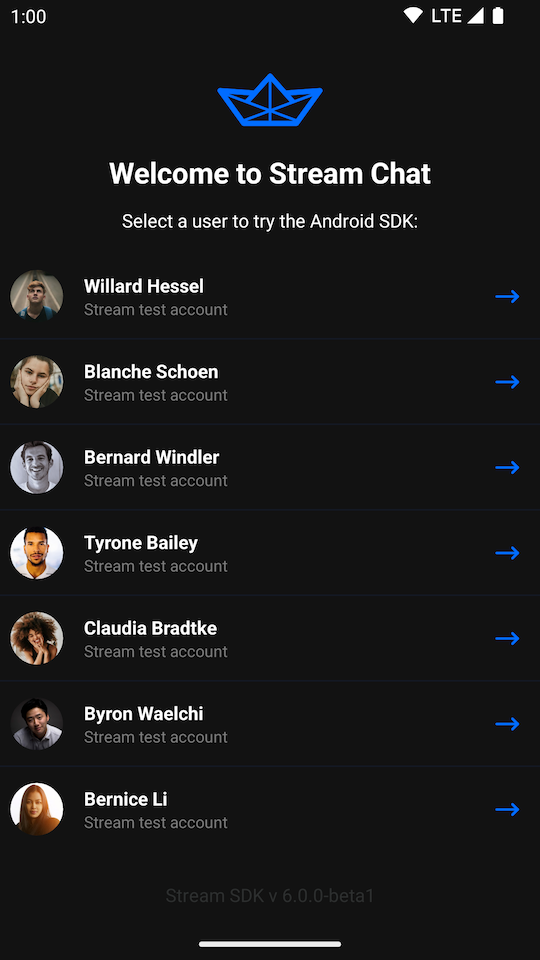 1:00
LTE
Welcome to Stream Chat
Select a user to try the Android SDK:
Willard Hessel
Stream test account
Blanche Schoen
Stream test account
Bernard Windler
Stream test account
Tyrone Bailey
Stream test account
Claudia Bradtke
Stream test account
Byron Waelchi
Stream test account
Bernice Li
Stream test account
Stream SDK v 6.0.0-beta1